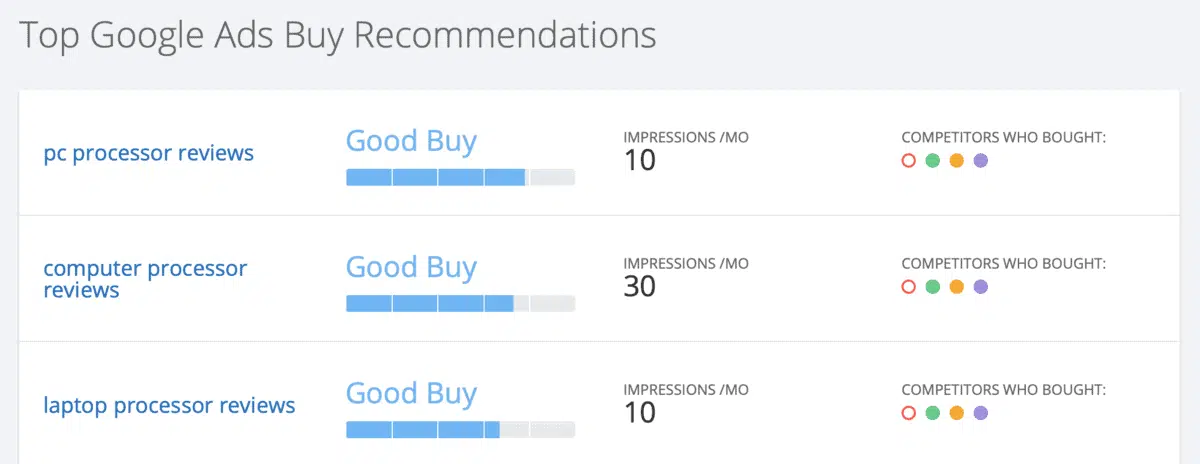 Top Google Ads Buy Recommendations
pc processor reviews
Good Buy
IMPRESSIONS /MO
10
COMPETITORS WHO BOUGHT:
computer processor
reviews
Good Buy
IMPRESSIONS /MO
30
COMPETITORS WHO BOUGHT:
laptop processor reviews
Good Buy
IMPRESSIONS /MO
10
COMPETITORS WHO BOUGHT: